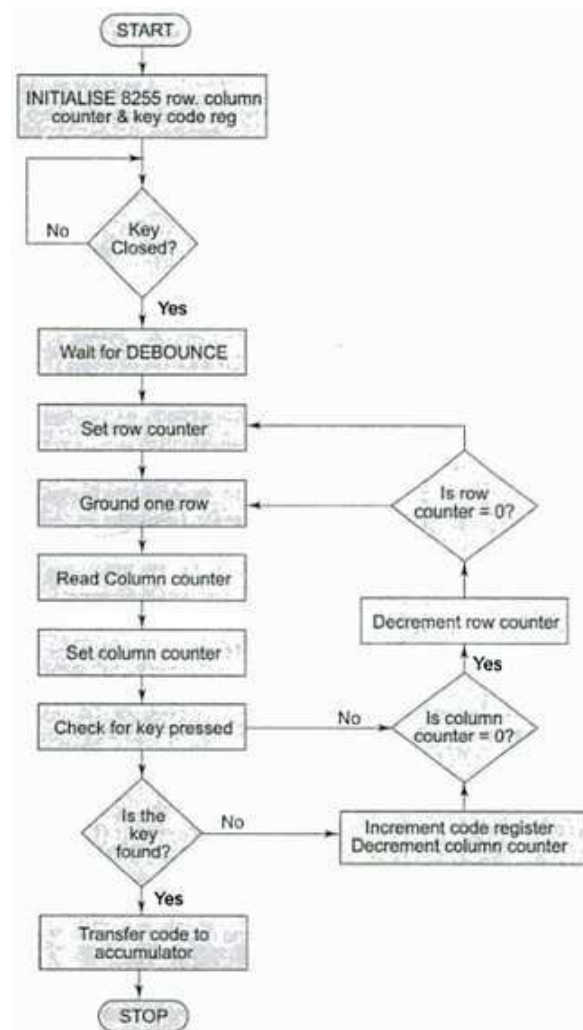 START
INITIALISE 8255 row, column
counter & key code reg
No
Key
Closed?
Yes
Wait for DEBOUNCE
Set row counter
Ground one row
Is row
counter = 0?
Read Column counter
Decrement row counter
Set column counter
Yes
Check for key pressed
No
Is column
counter = 0?
Is the
key
found?
No
Increment code register
Decrement column counter
Yes
Transfer code to
accumulator
STOP